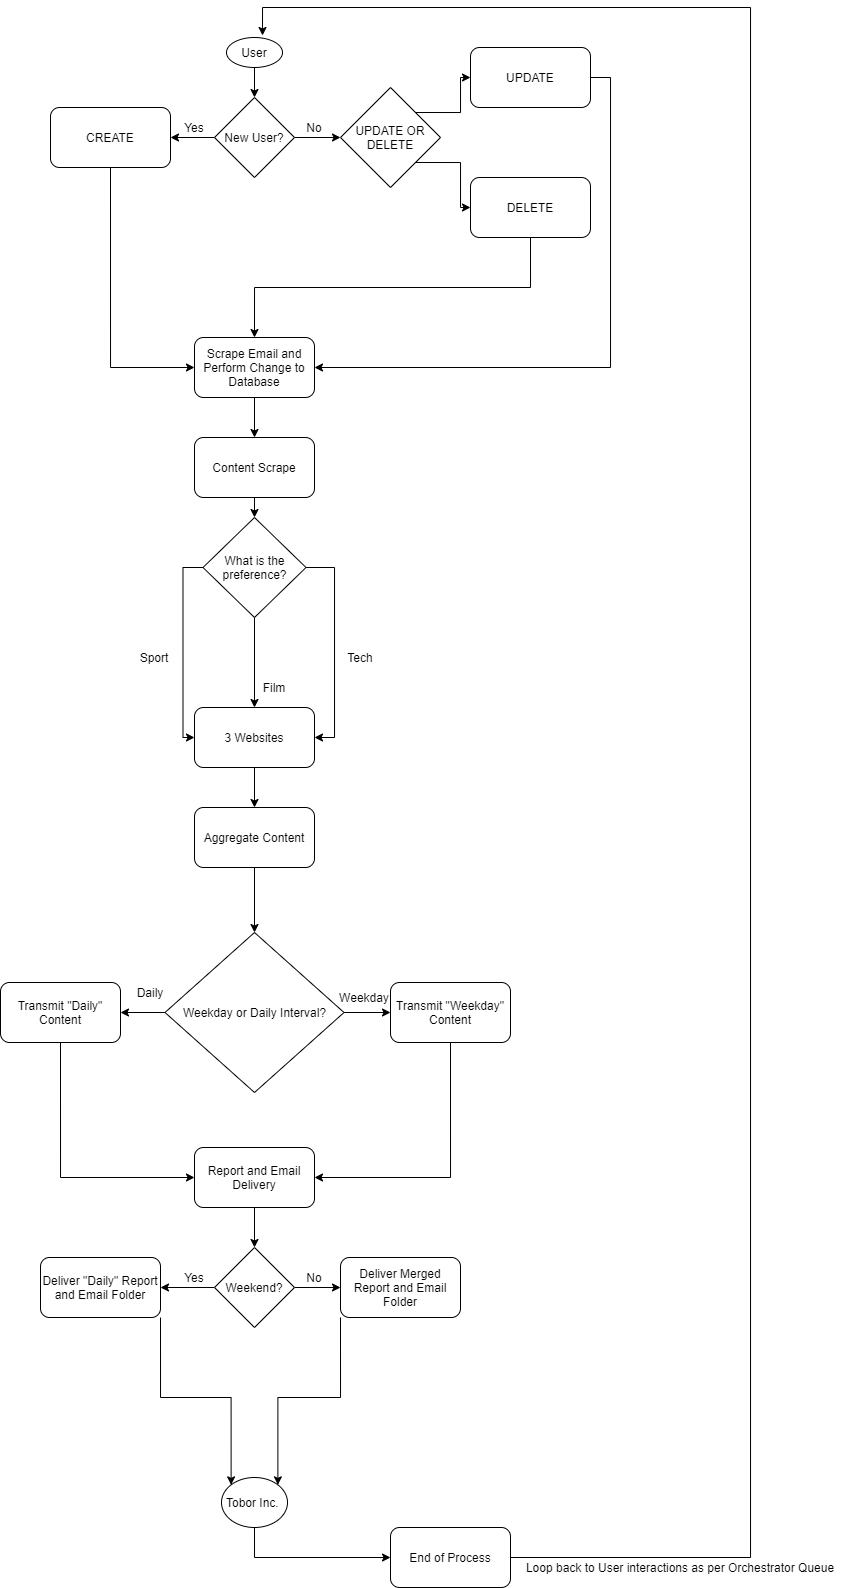 User
UPDATE
CREATE
Yes
New User?
No
UPDATE OR
DELETE
DELETE
Scrape Email and
Perform Change to
Database
Content Scrape
What is the
preference?
Sport
Tech
Film
3 Websites
Aggregate Content
Transmit "Daily"
Content
Daily
Weekday or Daily Interval?
Weekday
Transmit "Weekday"
Content
Report and Email
Delivery
Deliver "Daily" Report
and Email Folder
Yes
Weekend?
No
Deliver Merged
Report and Email
Folder
Tobor Inc.
End of Process
Loop back to User interactions as per Orchestrator Queue